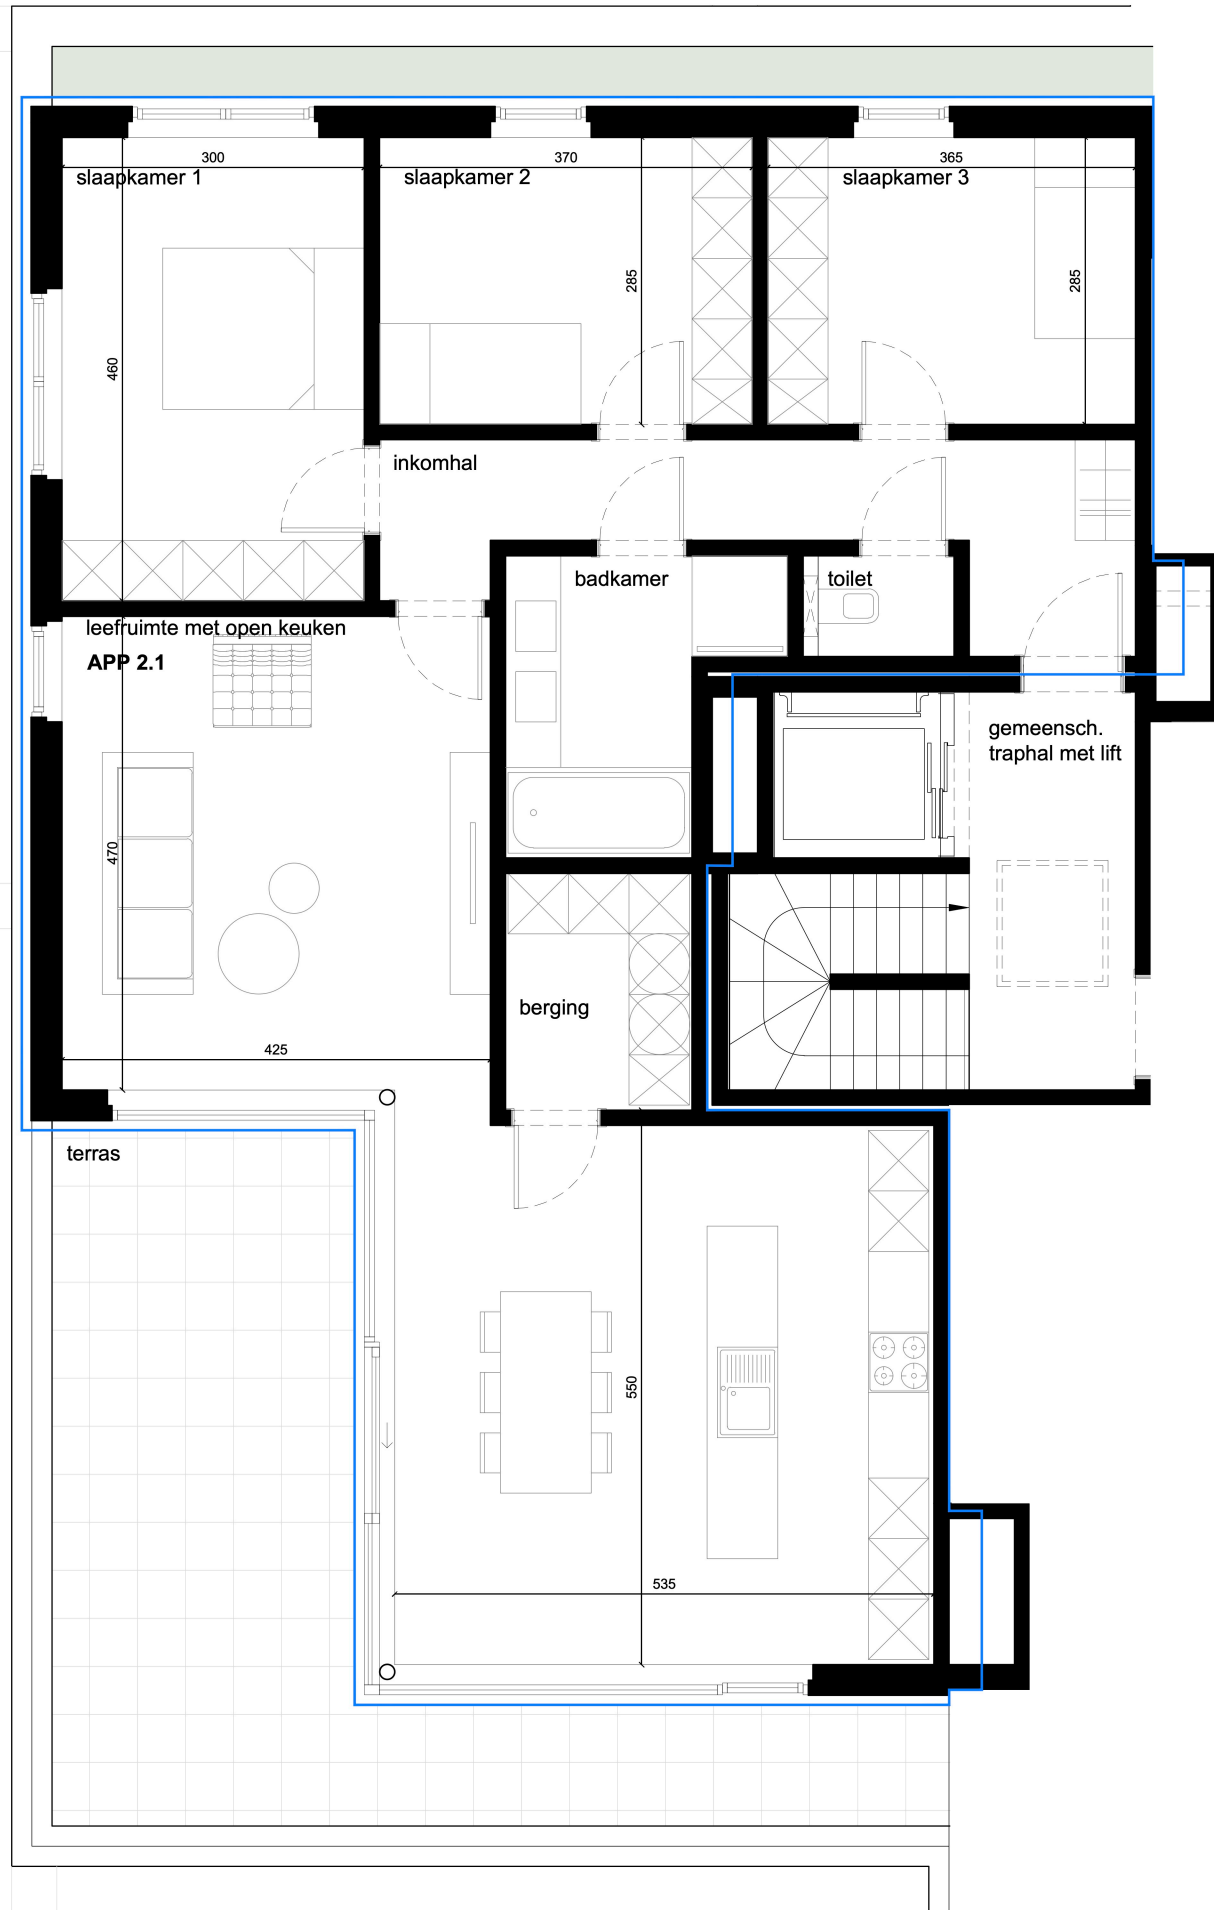 300
370
365
slaapkamer 1
slaapkamer 2
slaapkamer 3
285
285
460
inkomhal
badkamer
toilet
leefruimte met open keuken
APP 2.1
gemeensch.
traphal met lift
470
berging
425
terras
550
535